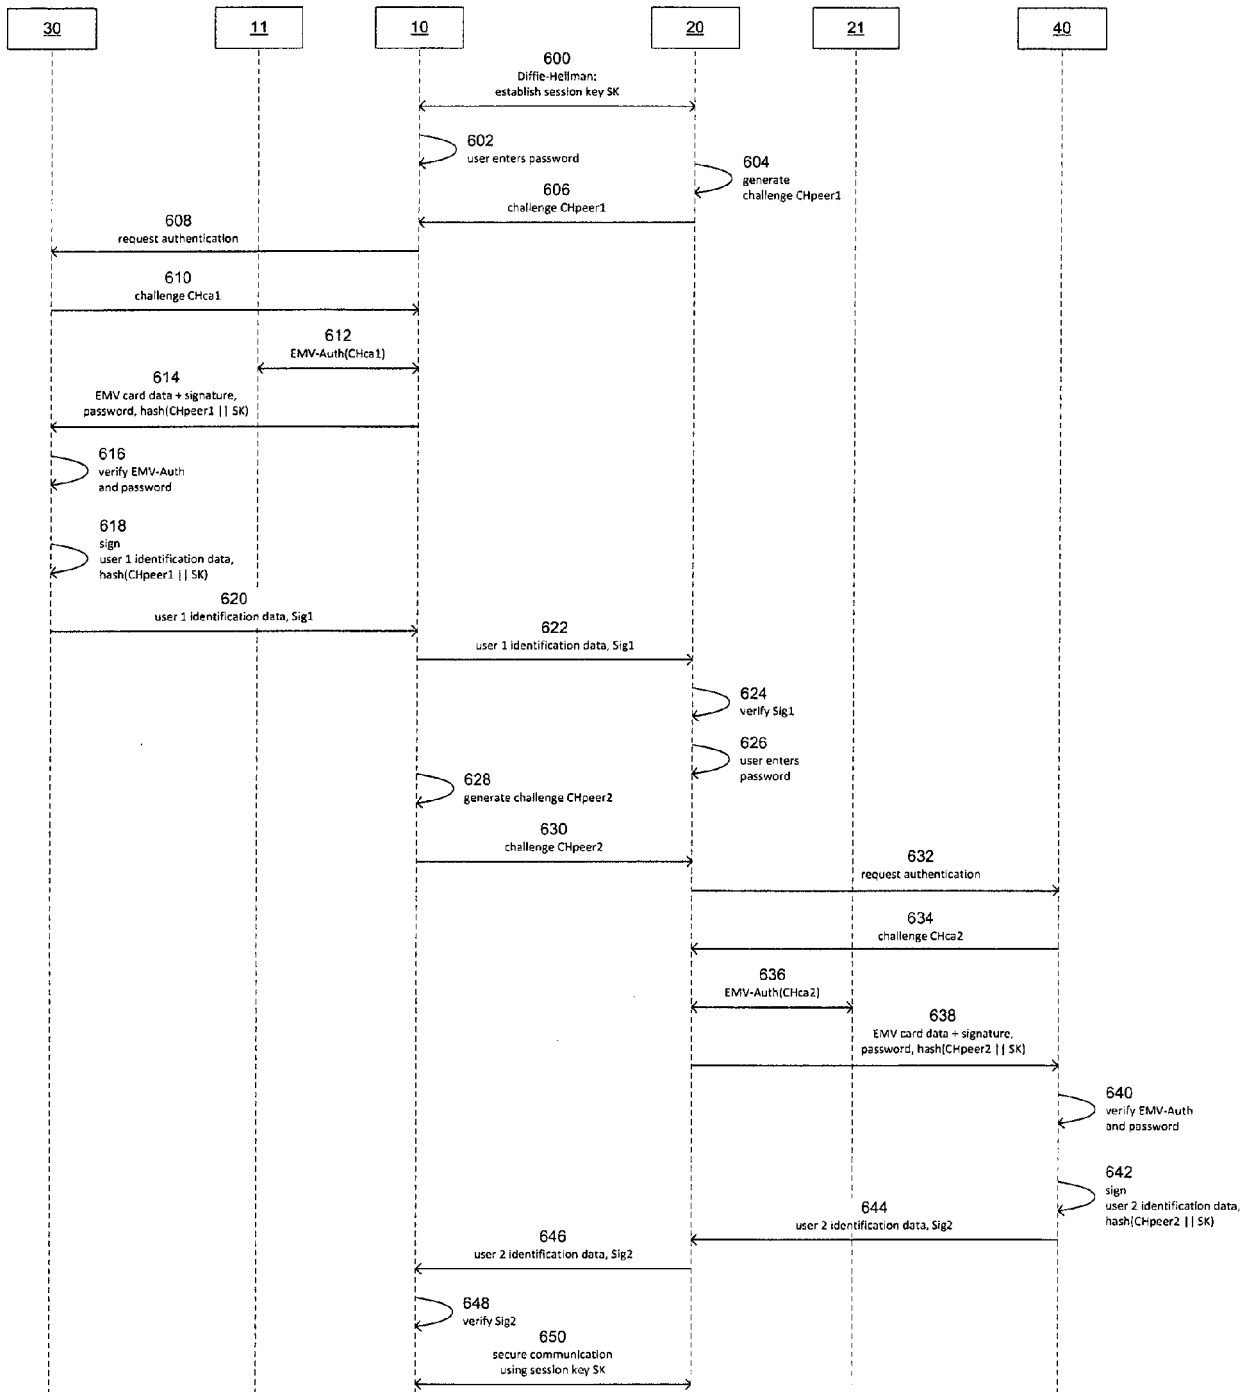 30
11
10
20
21
40
600
Diffie-Hellman:
establish session key SK
602
user enters password
604
generate
challenge CHpeer1
606
challenge CHpeer1
608
request authentication
610
challenge CHca1
612
EMV-Auth(CHca1)
614
EMV card data + signature,
password, hash(CHpeer1 || SK)
616
verify EMV-Auth
and password
618
sign
user 1 identification data,
hash(CHpeer1 || SK)
620
user 1 identification data, Sig1
622
user 1 identification data, Sig1
624
verify Sig1
626
user enters
password
628
generate challenge CHpeer2
630
challenge CHpeer2
632
request authentication
634
challenge CHca2
636
EMV-Auth(CHca2)
638
EMV card data + signature,
password, hash(CHpeer2 || SK)
640
verify EMV-Auth
and password
642
sign
user 2 identification data,
hash(CHpeer2 || SK)
644
user 2 identification data, Sig2
646
user 2 identification data, Sig2
648
verify Sig2
650
secure communication
using session key SK